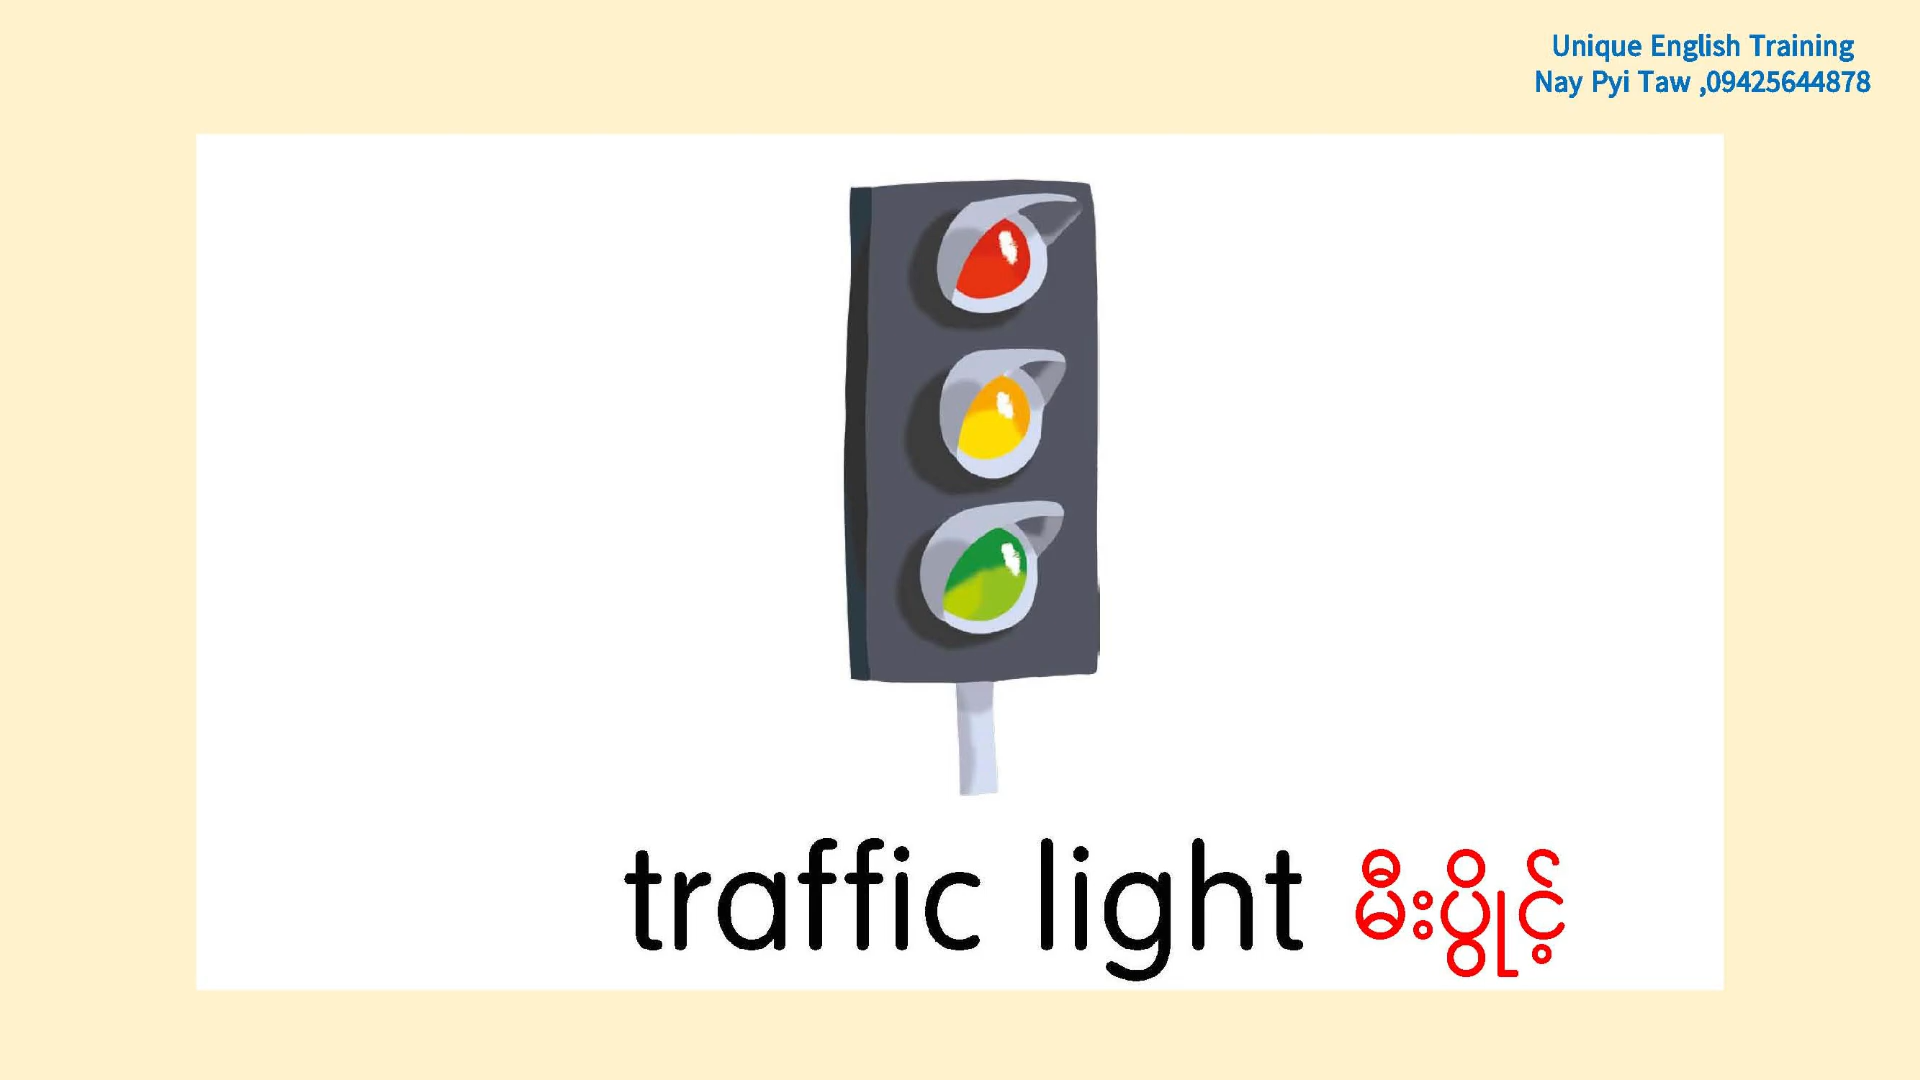 Unique English Training
Nay Pyi Taw ,09425644878
traffic light မီးပွိုင့်